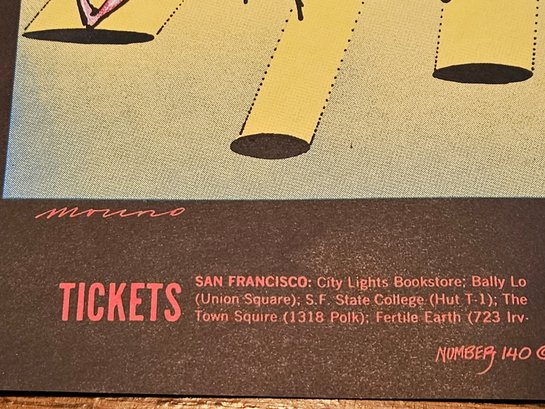 mouno
TICKETS
SAN FRANCISCO: City Lights Bookstore; Bally Lo
(Union Square); S.F. State College (Hut T-1); The
Town Squire (1318 Polk); Fertile Earth (723 Irv-
NUMBER 140 ©